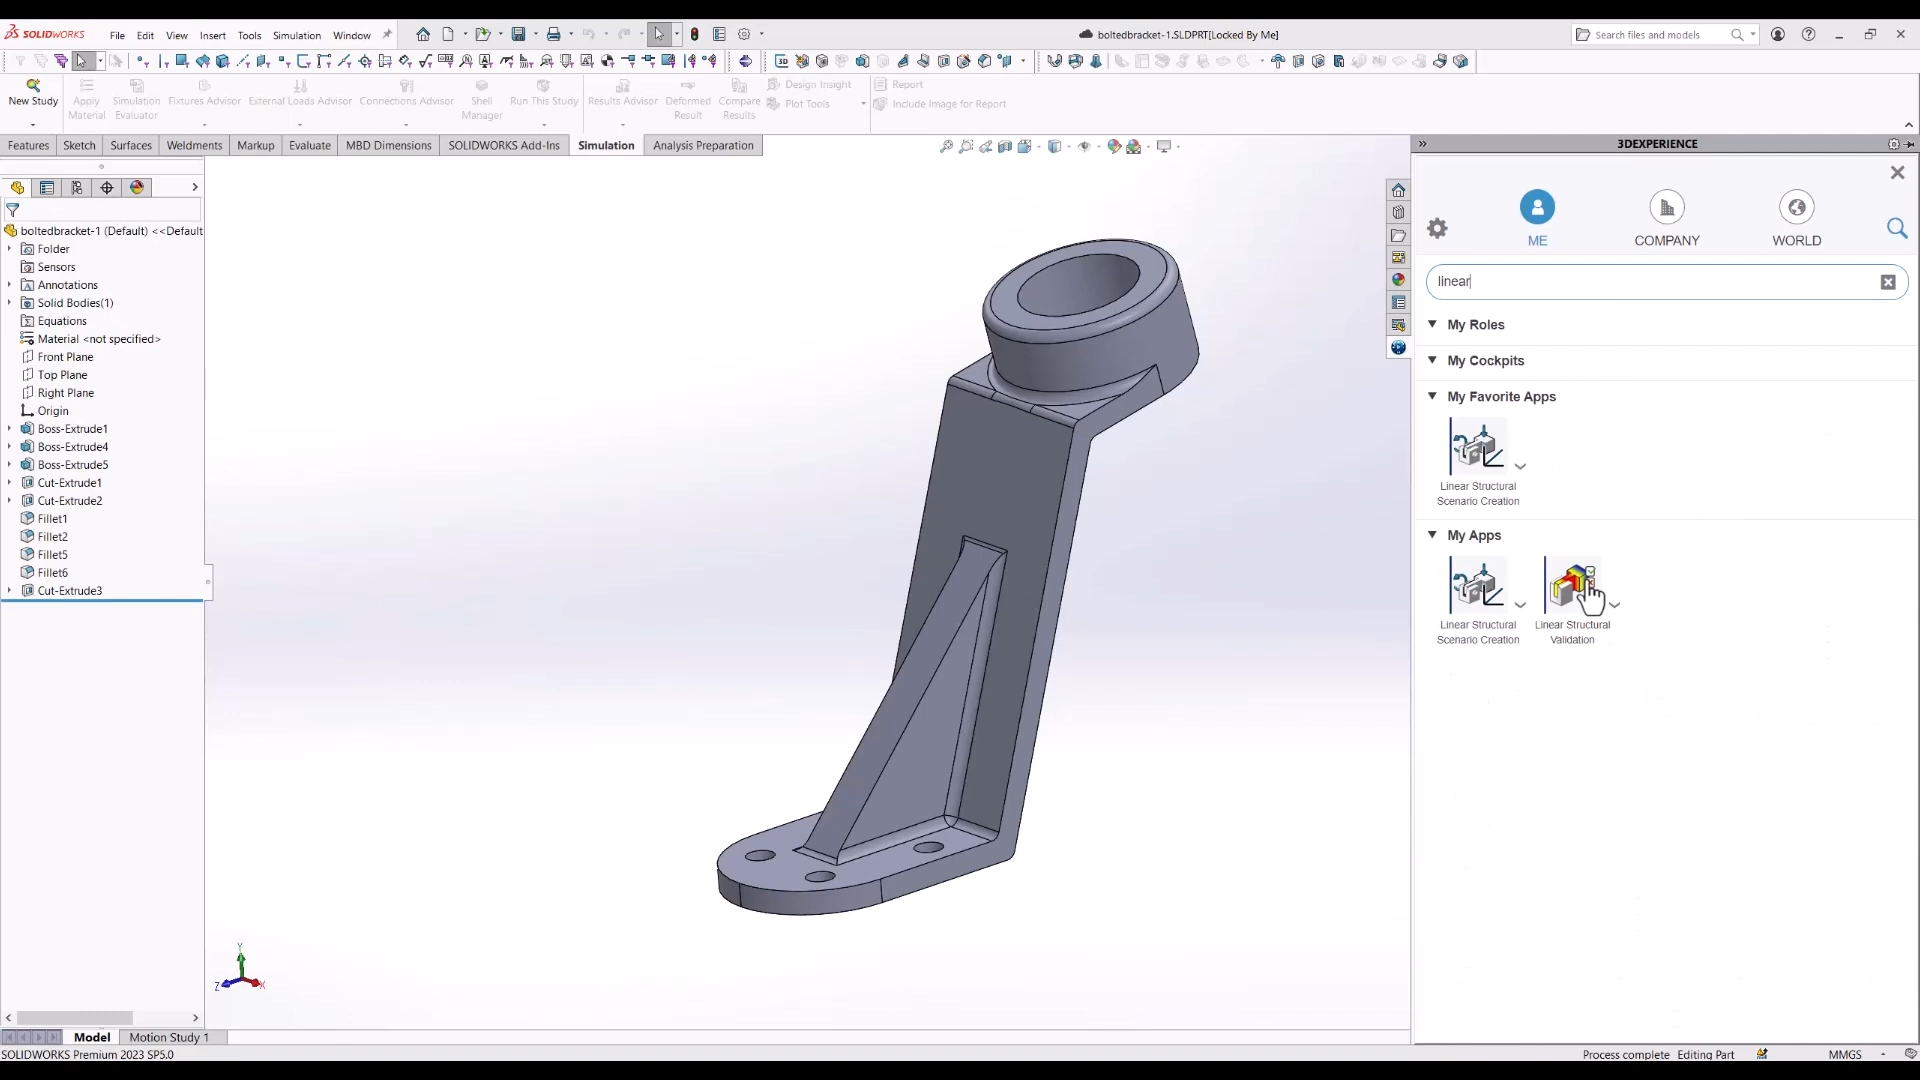 SOLIDWORKS File Edit View Insert Tools Simulation Window
boltedbracket-1.SLDPRT[Locked By Me]
Search files and models
New Study
Apply Material
Simulation Evaluator
Fixtures Advisor
External Loads Advisor
Connections Advisor
Shell Manager
Run This Study
Results Advisor
Deformed Result
Compare Results
Design Insight
Plot Tools
Report
Include Image for Report
Features Sketch Surfaces Weldments Markup Evaluate MBD Dimensions SOLIDWORKS Add-Ins Simulation Analysis Preparation
boltedbracket-1 (Default) <<Default
Folder
Sensors
Annotations
Solid Bodies(1)
Equations
Material <not specified>
Front Plane
Top Plane
Right Plane
Origin
Boss-Extrude1
Boss-Extrude4
Boss-Extrude5
Cut-Extrude1
Cut-Extrude2
Fillet1
Fillet2
Fillet5
Fillet6
Cut-Extrude3
Y
Z
X
3DEXPERIENCE
ME COMPANY WORLD
linear
My Roles
My Cockpits
My Favorite Apps
Linear Structural
Scenario Creation
My Apps
Linear Structural
Scenario Creation
Linear Structural
Validation
Model Motion Study 1
SOLIDWORKS Premium 2023 SP5.0
Process complete Editing Part MMGS